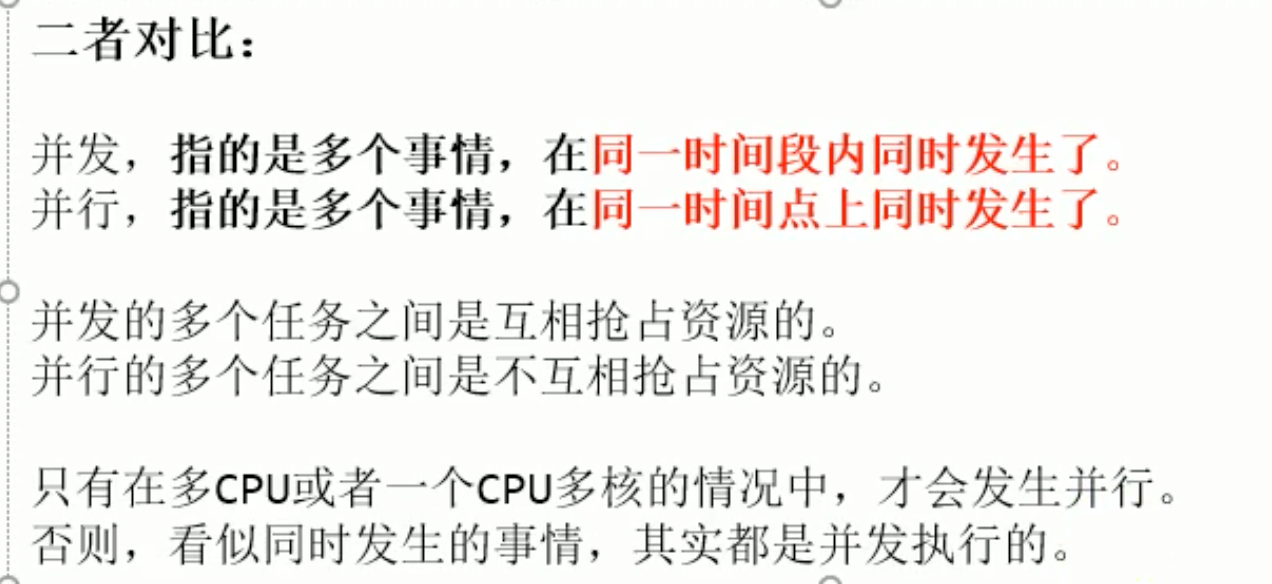 二者对比：
并发，指的是多个事情，在同一时间段内同时发生了。
并行，指的是多个事情，在同一时间点上同时发生了。
并发的多个任务之间是互相抢占资源的。
并行的多个任务之间是不互相抢占资源的。
只有在多CPU或者一个CPU多核的情况中，才会发生并行。
否则，看似同时发生的事情，其实都是并发执行的。